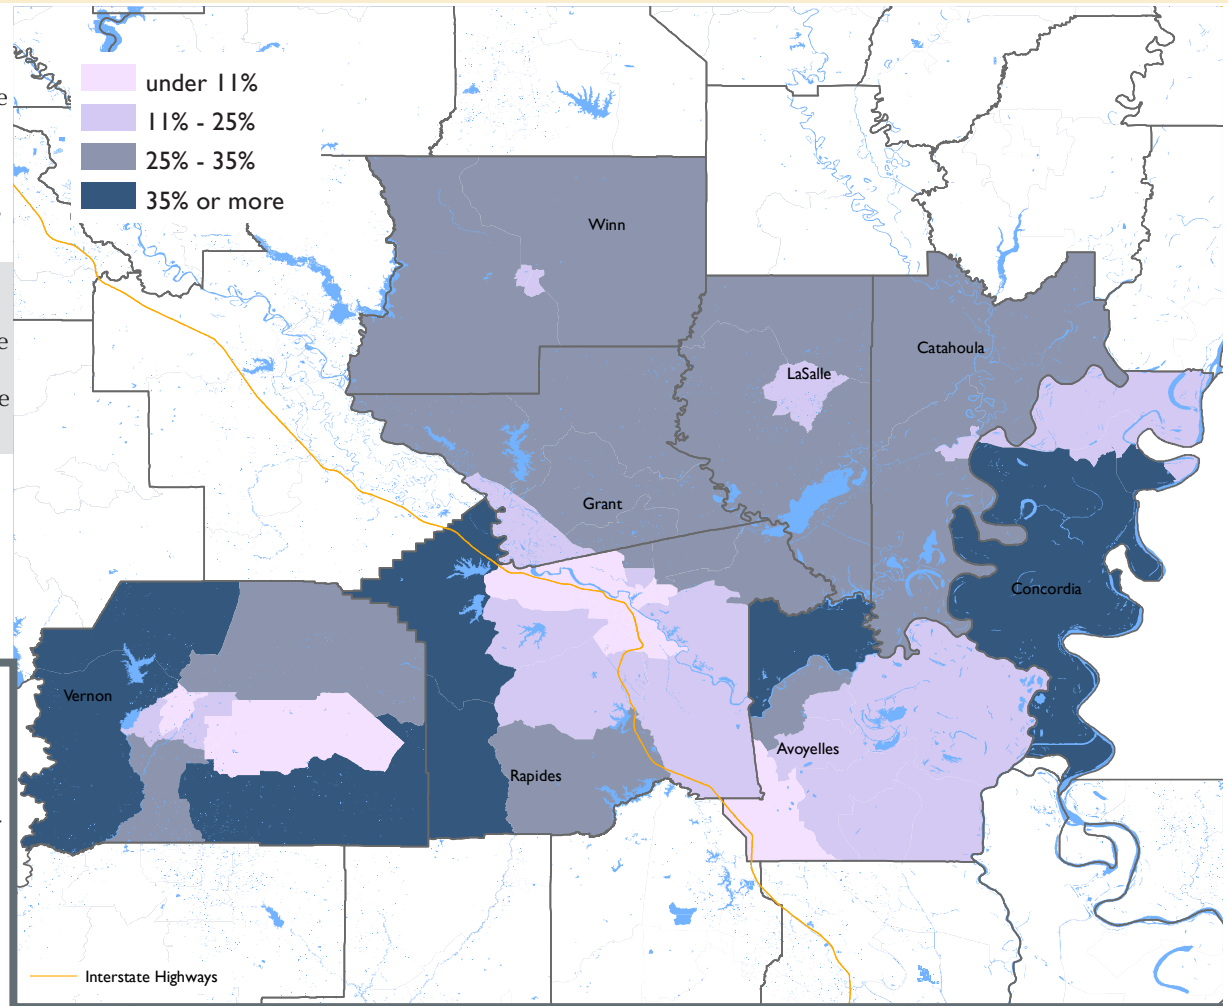 under 11%
11% - 25%
25% - 35%
35% or more
Winn
Catahoula
LaSalle
Grant
Concordia
Vernon
Avoyelles
Rapides
Interstate Highways